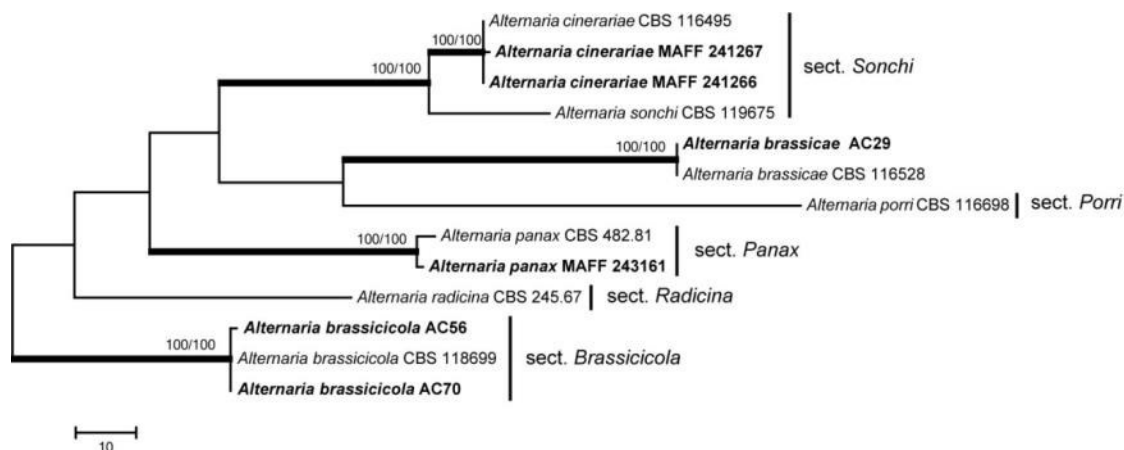 Alternaria cinerariae CBS 116495
100/100
Alternaria cinerariae MAFF 241267
sect. Sonchi
100/100
Alternaria cinerariae MAFF 241266
Alternaria sonchi CBS 119675
Alternaria brassicae AC29
100/100
Alternaria brassicae CBS 116528
Alternaria porri CBS 116698 sect. Porri
Alternaria panax CBS 482.81
100/100
sect. Panax
Alternaria panax MAFF 243161
Alternaria radicina CBS 245.67 sect. Radicina
Alternaria brassicicola AC56
100/100
Alternaria brassicicola CBS 118699 sect. Brassicicola
Alternaria brassicicola AC70
10